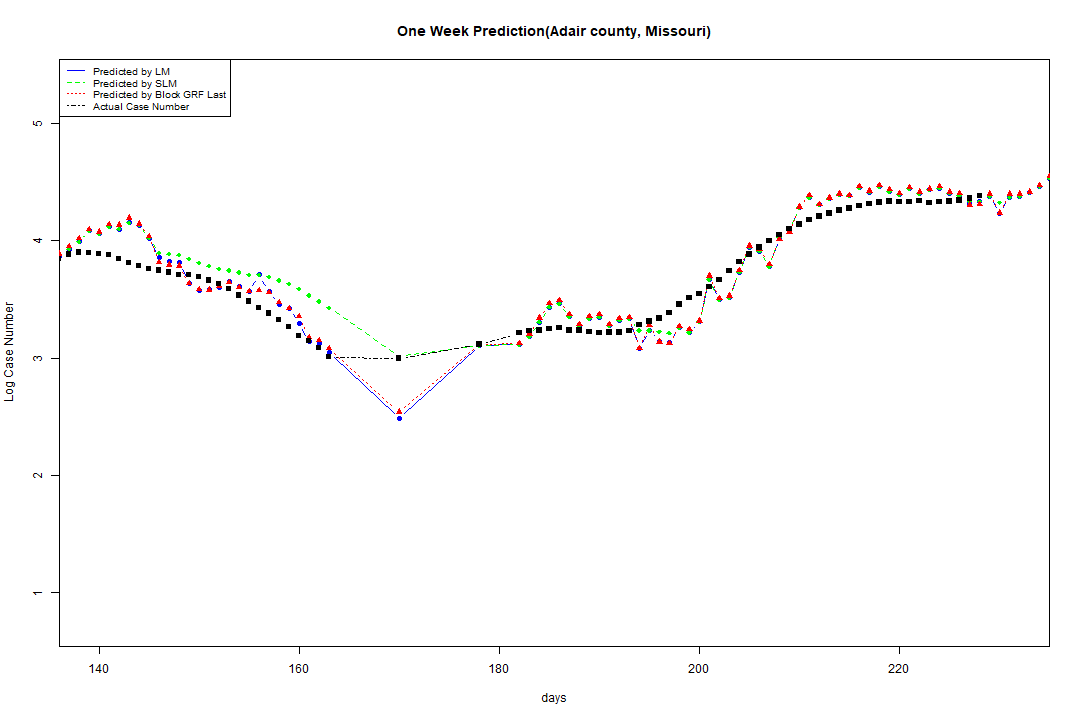 One Week Prediction(Adair county, Missouri)
Predicted by LM
Predicted by SLM
Predicted by Block GRF Last
Actual Case Number
5
4
3
2
1
Log Case Number
140 160 180 200 220
days